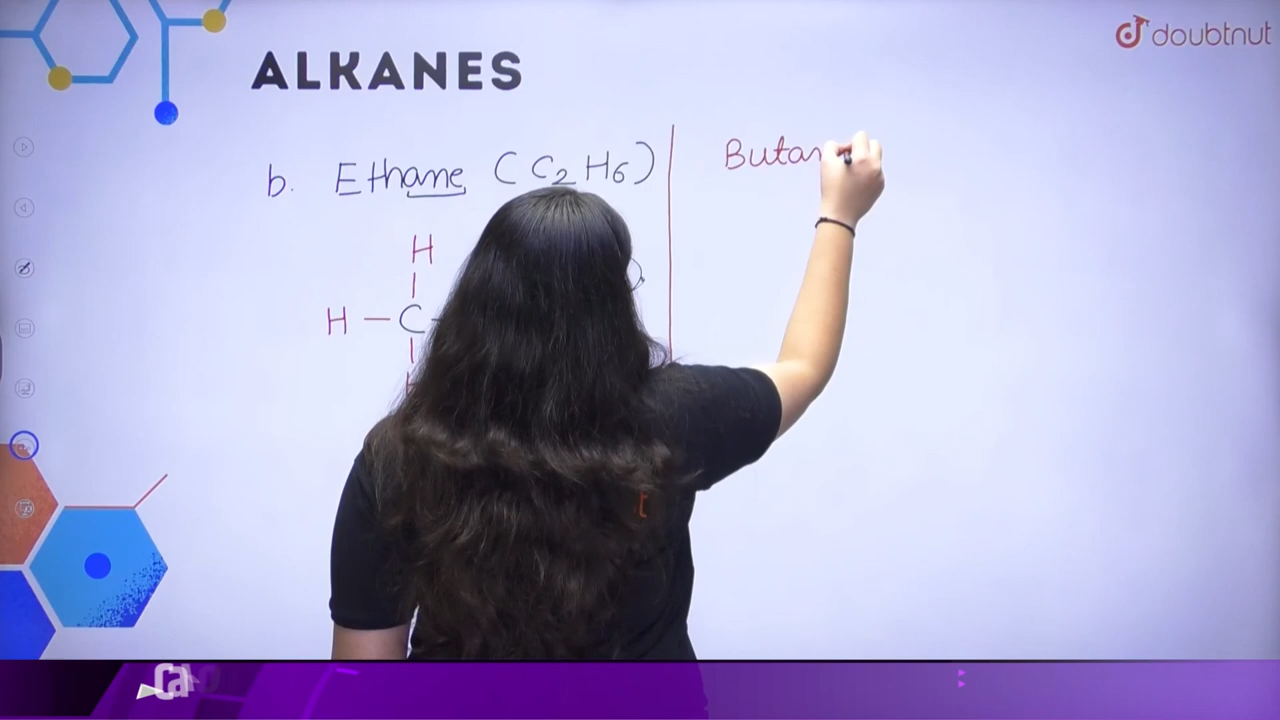 doubtnut
ALKANES
b. Ethane (C2H6)
Butan
H
H — C
H
t